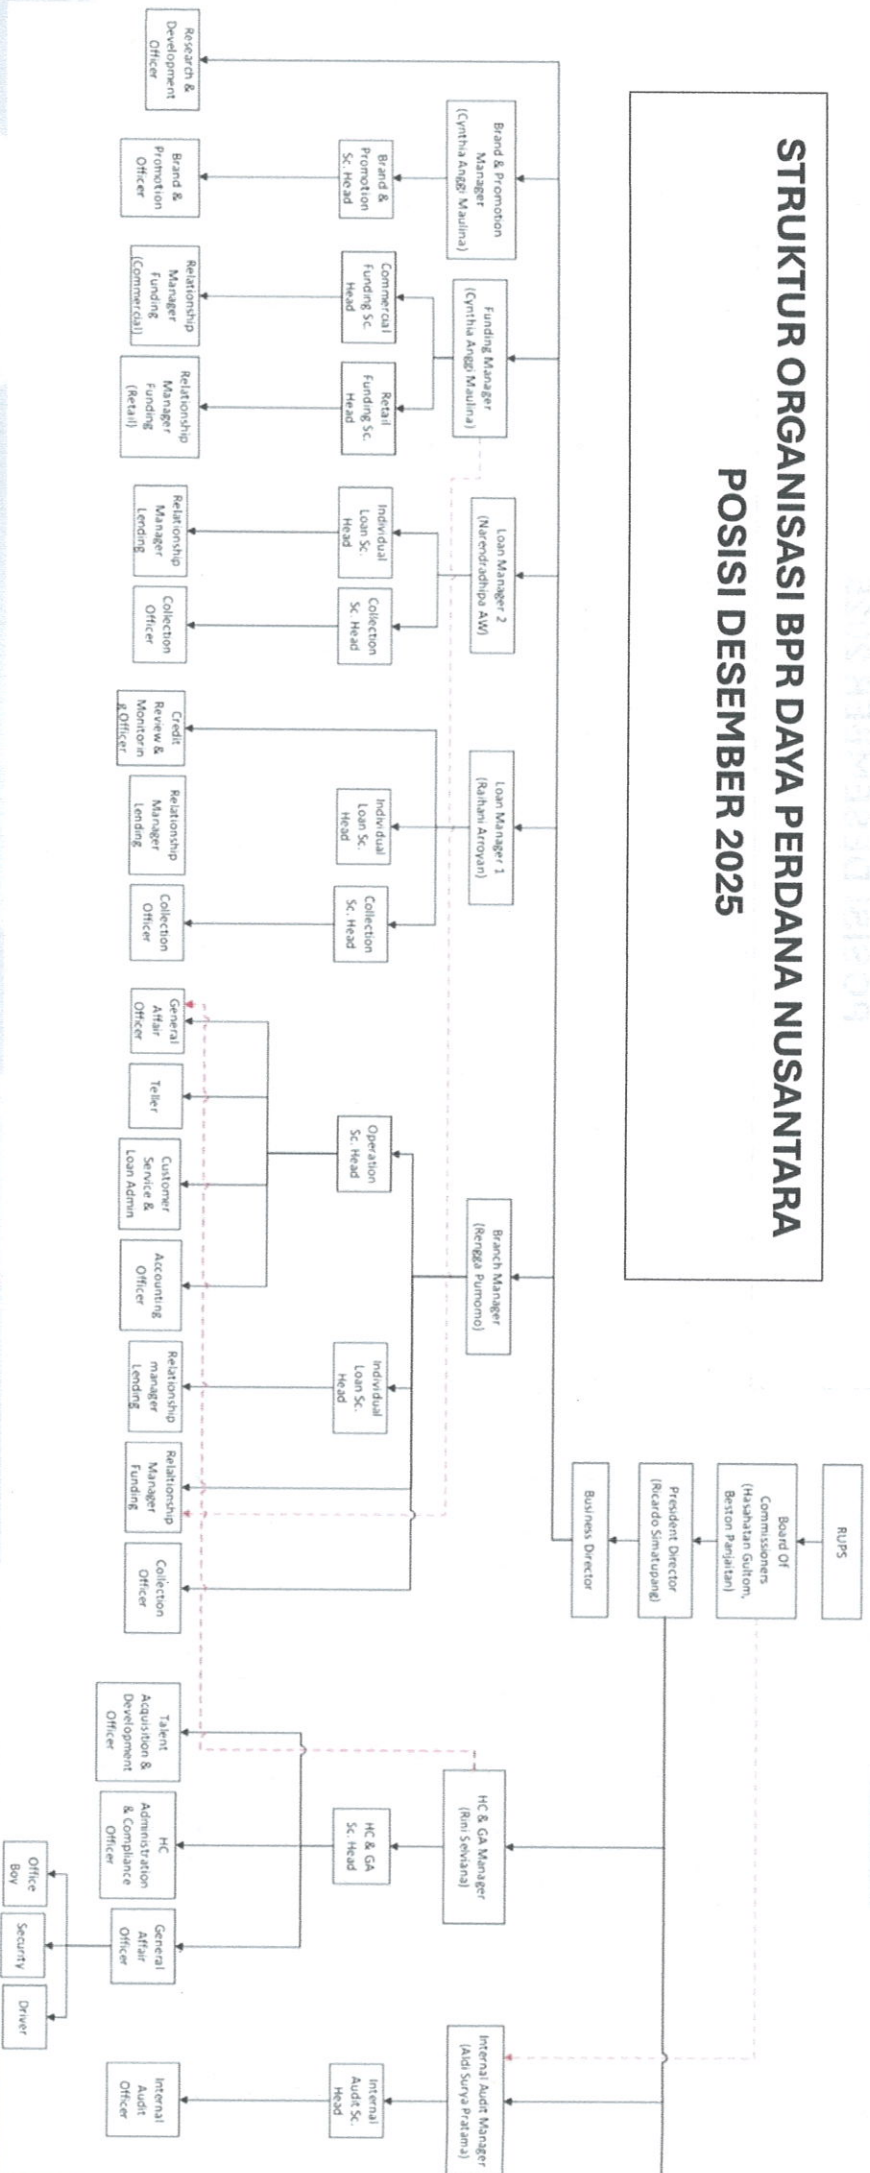 STRUKTUR ORGANISASI BPR DAYA PERDANA NUSANTARA
POSISI DESEMBER 2025
RUPS
Board Of
Commissioners
(Hasahatan Gultom,
Beston Panjaitan)
President Director
(Ricardo Simatupang)
Business Director
Brand & Promotion
Manager
(Cynthia Anggi Maulina)
Funding Manager
(Cynthia Anggi Maulina)
Loan Manager 2
(Narendradhipa AW)
Loan Manager 1
(Raihani Arroyan)
Branch Manager
(Rengga Purnomo)
HC & GA Manager
(Rini Selviana)
Internal Audit Manager
(Aldi Surya Pratama)
Brand &
Promotion
Sc. Head
Commercial
Funding Sc.
Head
Retail
Funding Sc.
Head
Individual
Loan Sc.
Head
Collection
Sc. Head
Individual
Loan Sc.
Head
Collection
Sc. Head
Operation
Sc. Head
Individual
Loan Sc.
Head
HC & GA
Sc. Head
Internal
Audit Sc.
Head
Research &
Development
Officer
Brand &
Promotion
Officer
Relationship
Manager
Funding
(Commercial)
Relationship
Manager
Funding
(Retail)
Relationship
Manager
Lending
Collection
Officer
Credit
Review &
Monitorin
g Officer
Relationship
Manager
Lending
Collection
Officer
General
Affair
Officer
Teller
Customer
Service &
Loan Admin
Accounting
Officer
Relationship
manager
Lending
Relaltionship
Manager
Funding
Collection
Officer
Talent
Acquisition &
Development
Officer
HC
Administration
& Compliance
Officer
General
Affair
Officer
Internal
Audit
Officer
Office
Boy
Security
Driver